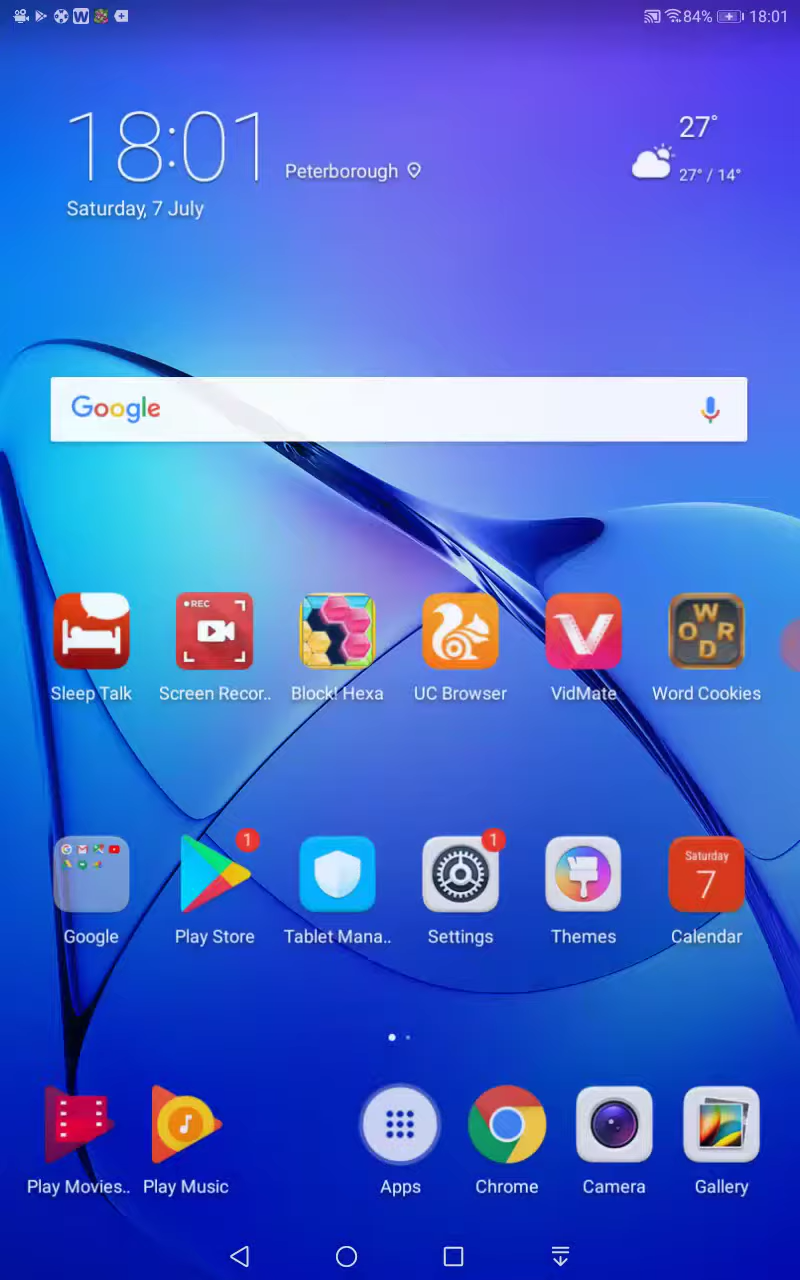 W
84% 18:01
18:01
Peterborough
Saturday, 7 July
27°
27° / 14°
Google
REC
W
O R
D
Sleep Talk Screen Recor.. Block! Hexa UC Browser VidMate Word Cookies
1 1
Saturday
7
Google Play Store Tablet Mana.. Settings Themes Calendar
Play Movies.. Play Music Apps Chrome Camera Gallery